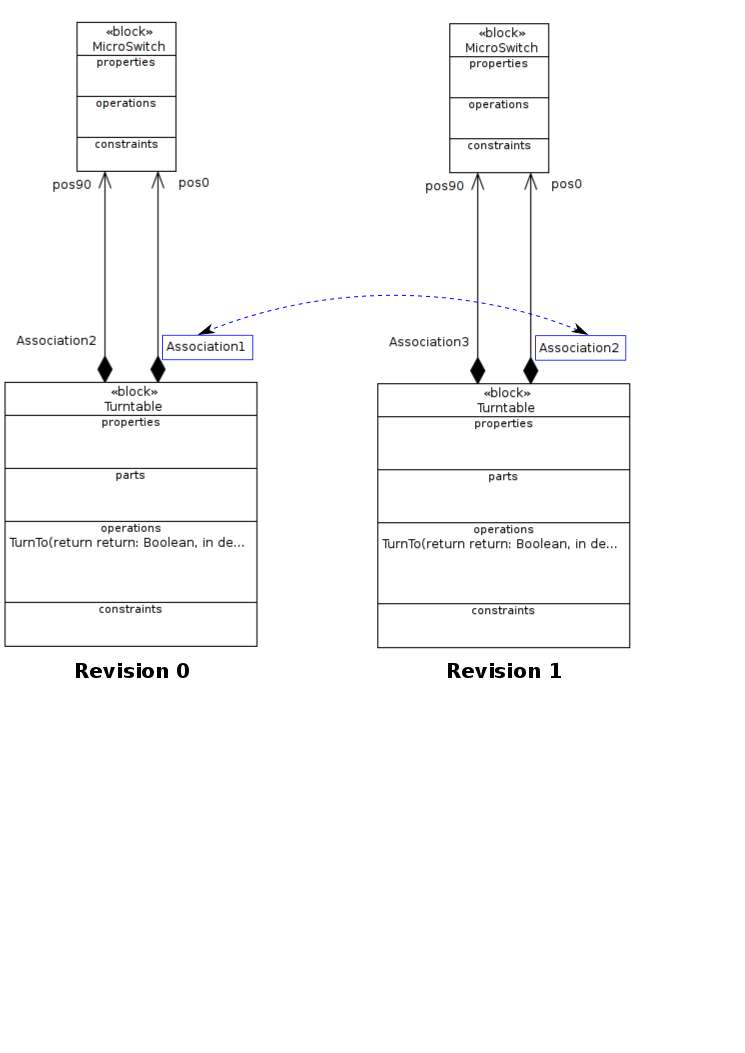 «block»
MicroSwitch
properties
operations
constraints
pos90
pos0
Association2
Association1
«block»
Turntable
properties
parts
operations
TurnTo(return return: Boolean, in de...
constraints
Revision 0
«block»
MicroSwitch
properties
operations
constraints
pos90
pos0
Association3
Association2
«block»
Turntable
properties
parts
operations
TurnTo(return return: Boolean, in de...
constraints
Revision 1